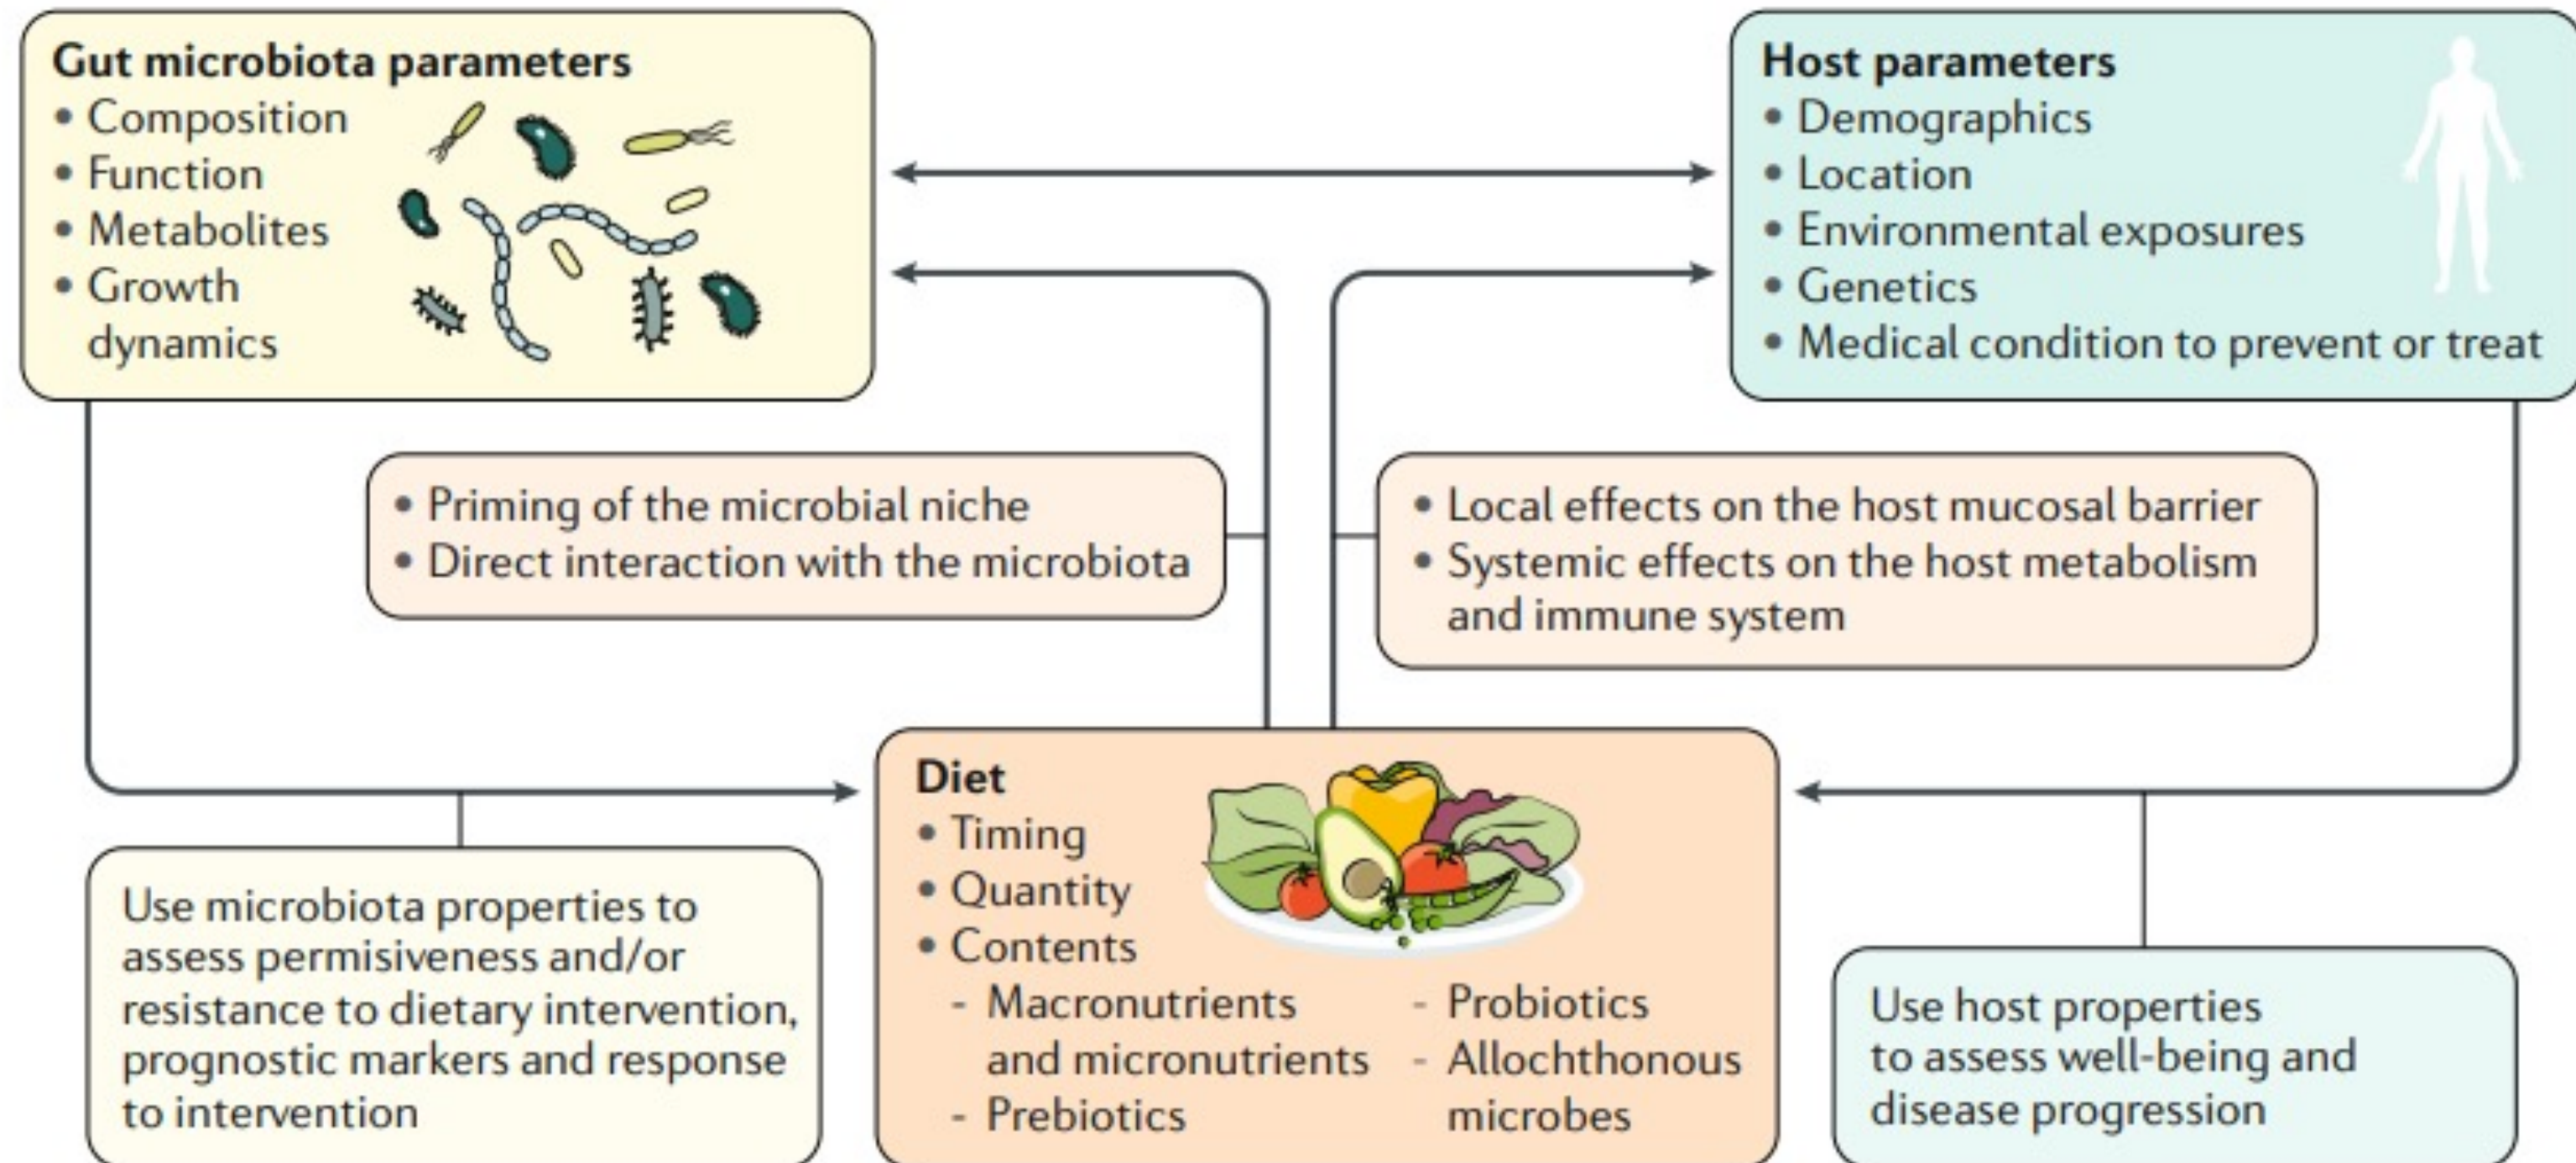 Gut microbiota parameters
• Composition
• Function
• Metabolites
• Growth
dynamics
Host parameters
• Demographics
• Location
• Environmental exposures
• Genetics
• Medical condition to prevent or treat
• Priming of the microbial niche
• Direct interaction with the microbiota
• Local effects on the host mucosal barrier
• Systemic effects on the host metabolism
and immune system
Use microbiota properties to
assess permisiveness and/or
resistance to dietary intervention,
prognostic markers and response
to intervention
Diet
• Timing
• Quantity
• Contents
- Macronutrients
and micronutrients
- Prebiotics
- Probiotics
- Allochthonous
microbes
Use host properties
to assess well-being and
disease progression